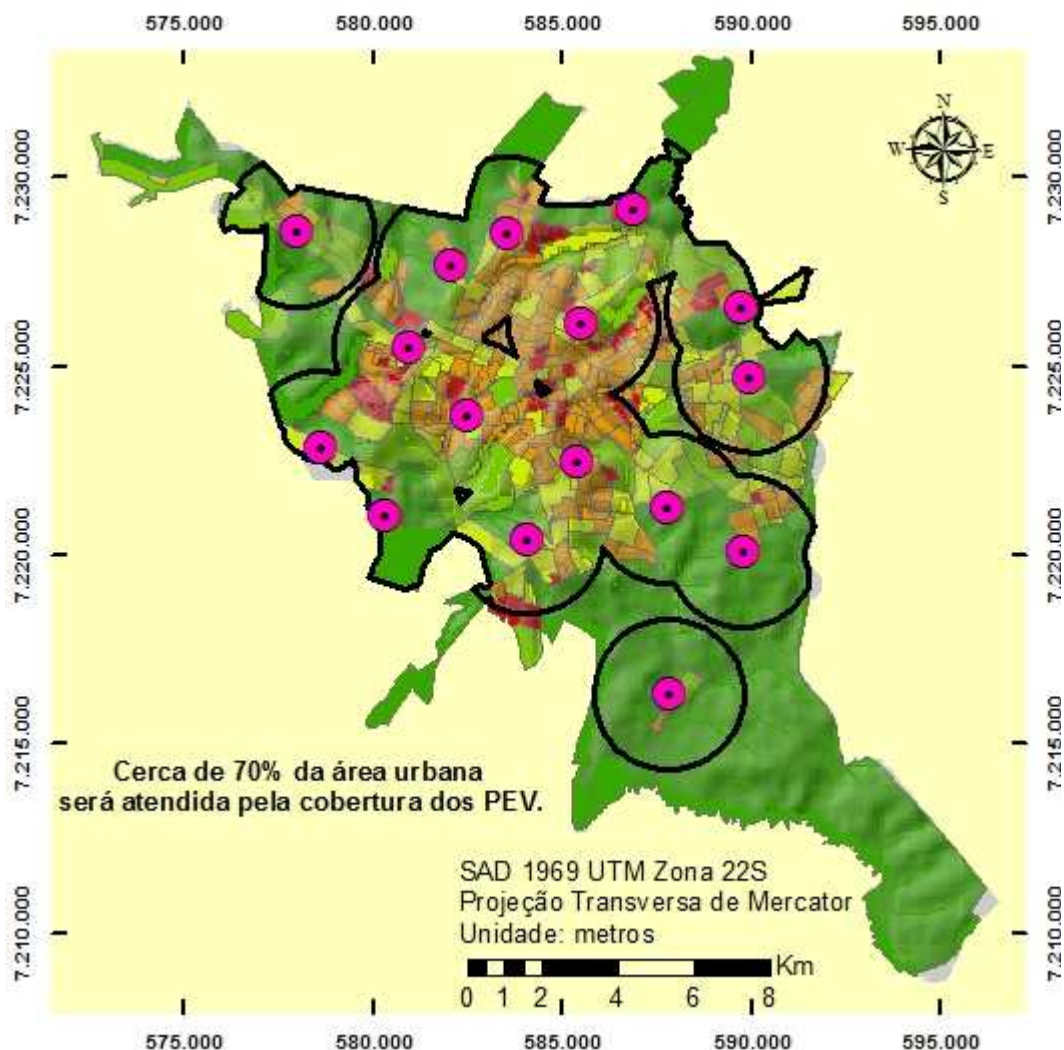 575.000 580.000 585.000 590.000 595.000
N
W E
S
7.230.000 7.230.000
7.225.000 7.225.000
7.220.000 7.220.000
7.215.000 7.215.000
7.210.000 7.210.000
Cerca de 70% da área urbana
será atendida pela cobertura dos PEV.
SAD 1969 UTM Zona 22S
Projeção Transversa de Mercator
Unidade: metros
Km
0 1 2 4 6 8
575.000 580.000 585.000 590.000 595.000